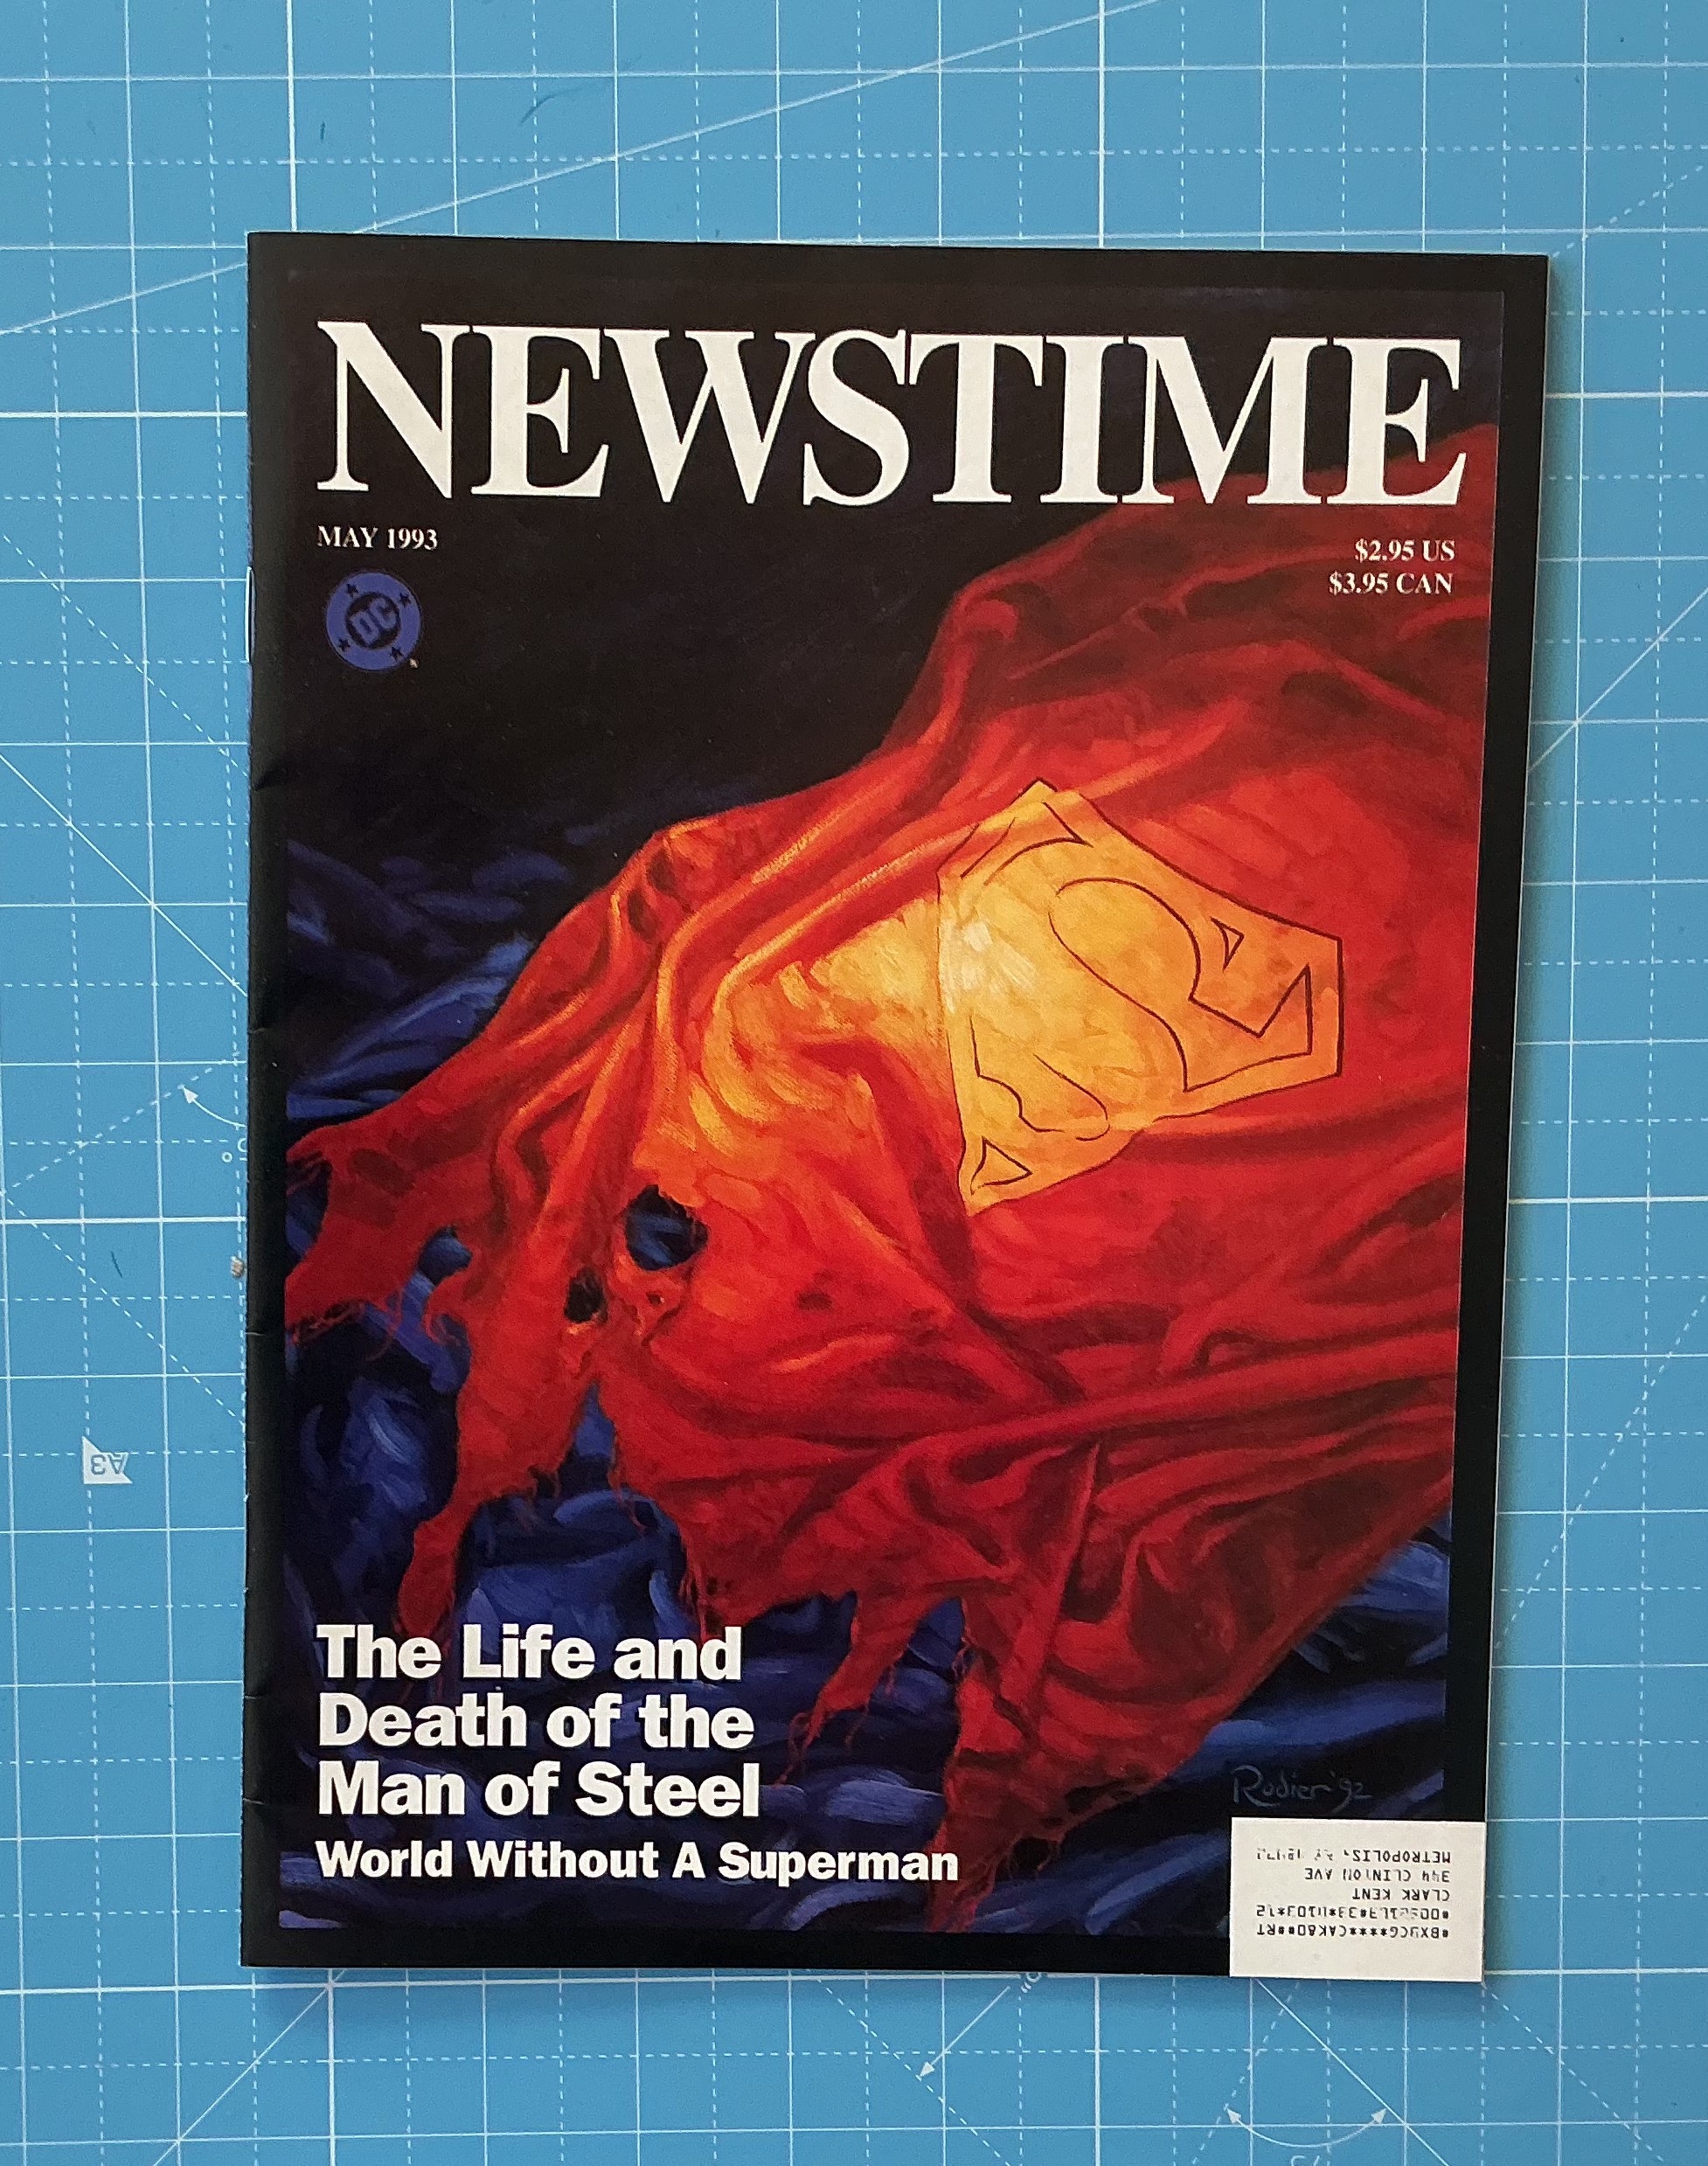 NEWSTIME
MAY 1993
$2.95 US
$3.95 CAN
DC
The Life and
Death of the
Man of Steel
World Without A Superman
Rodier '92
CLARK KENT
344 CLINTON AVE
METROPOLIS,
A3